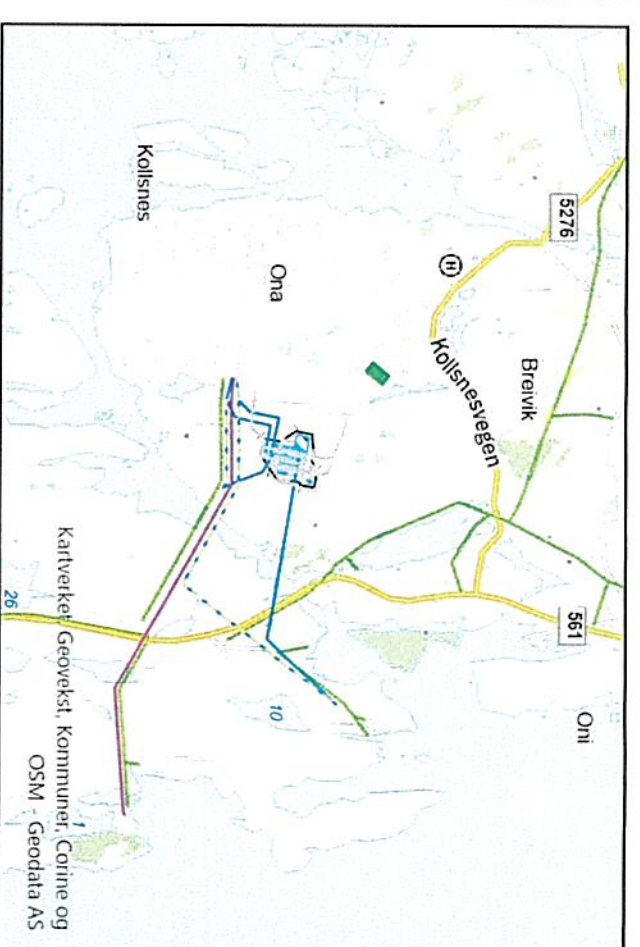 5276
Breivik
561
Oni
H
Kollsnesvegen
Ona
Kollsnes
10
26
Kartverket, Geovekst, Kommuner, Corine og
OSM - Geodata AS